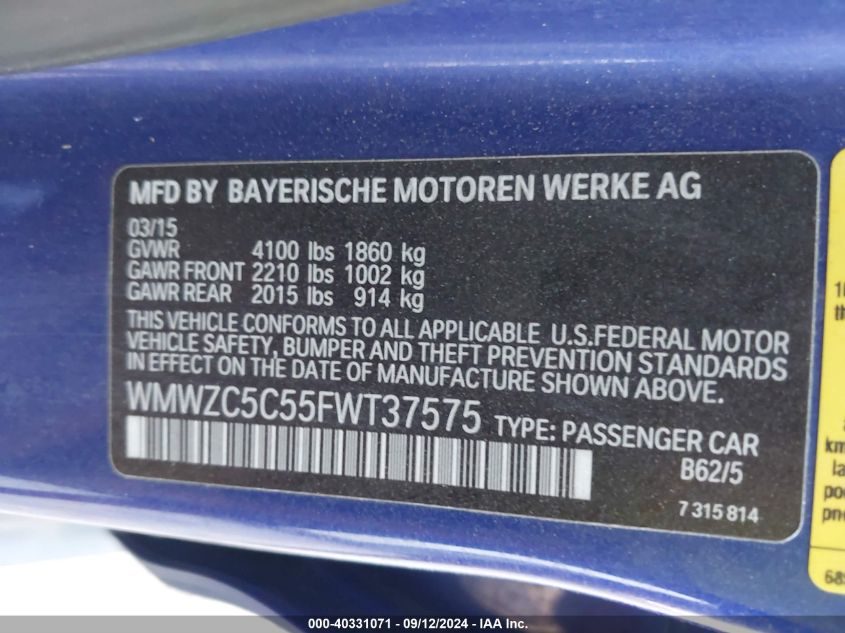 MFD BY BAYERISCHE MOTOREN WERKE AG
03/15
GVWR 4100 lbs 1860 kg
GAWR FRONT 2210 lbs 1002 kg
GAWR REAR 2015 lbs 914 kg
THIS VEHICLE CONFORMS TO ALL APPLICABLE U.S.FEDERAL MOTOR
VEHICLE SAFETY, BUMPER AND THEFT PREVENTION STANDARDS
IN EFFECT ON THE DATE OF MANUFACTURE SHOWN ABOVE.
WMWZC5C55FWT37575 TYPE: PASSENGER CAR
B62/5
7 315 814
km
la
po
000-40331071 - 09/12/2024 - IAA Inc.